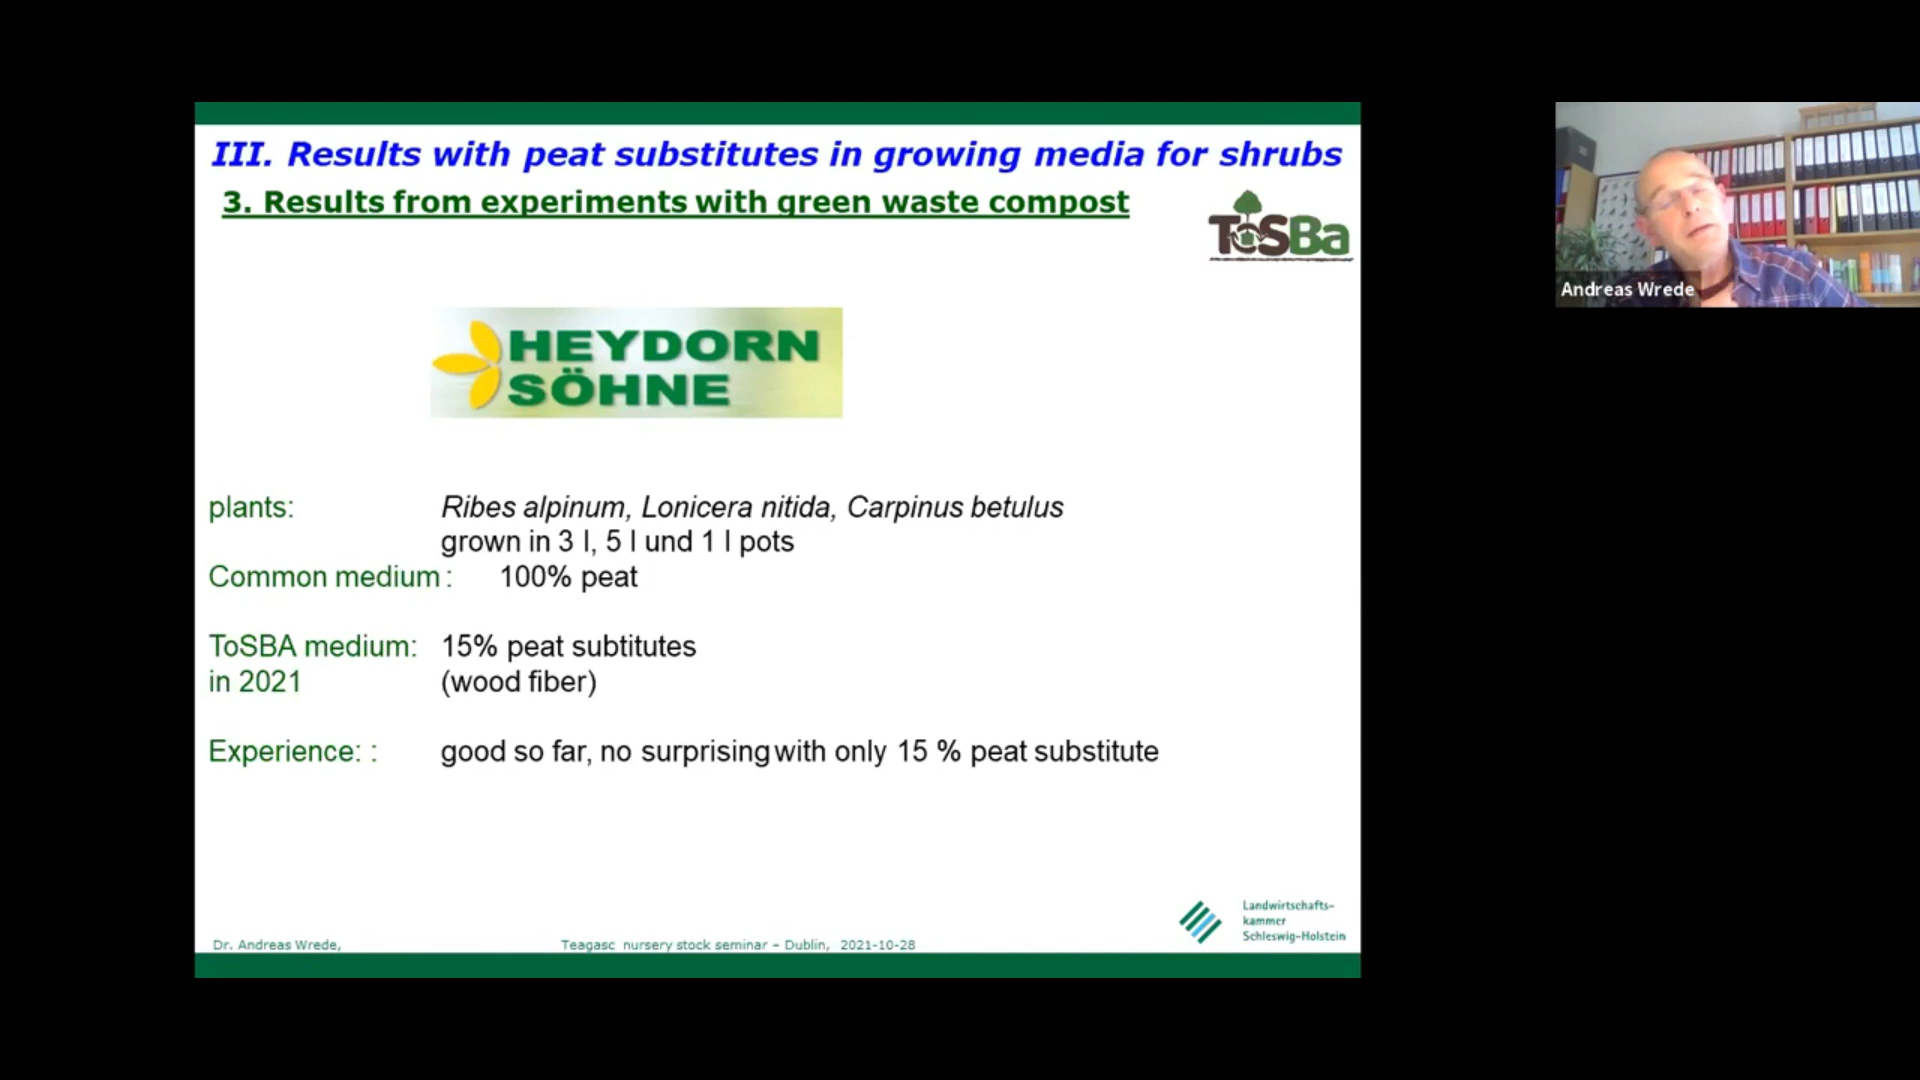 III. Results with peat substitutes in growing media for shrubs
3. Results from experiments with green waste compost
ToSBa
HEYDORN
SÖHNE
plants: Ribes alpinum, Lonicera nitida, Carpinus betulus
grown in 3 l, 5 l und 1 l pots
Common medium : 100% peat
ToSBA medium: 15% peat subtitutes
in 2021 (wood fiber)
Experience: : good so far, no surprising with only 15 % peat substitute
Landwirtschafts-
kammer
Schleswig-Holstein
Dr. Andreas Wrede, Teagasc nursery stock seminar – Dublin, 2021-10-28
Andreas Wrede